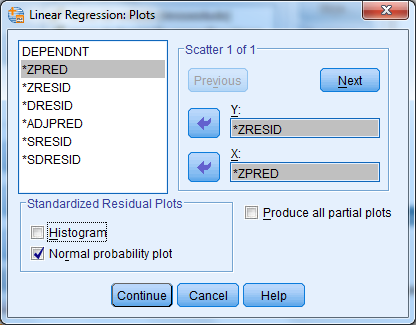 Linear Regression: Plots
DEPENDNT
*ZPRED
*ZRESID
*DRESID
*ADJPRED
*SRESID
*SDRESID
Scatter 1 of 1
Previous
Next
Y:
*ZRESID
X:
*ZPRED
Standardized Residual Plots
Histogram
Normal probability plot
Produce all partial plots
Continue
Cancel
Help